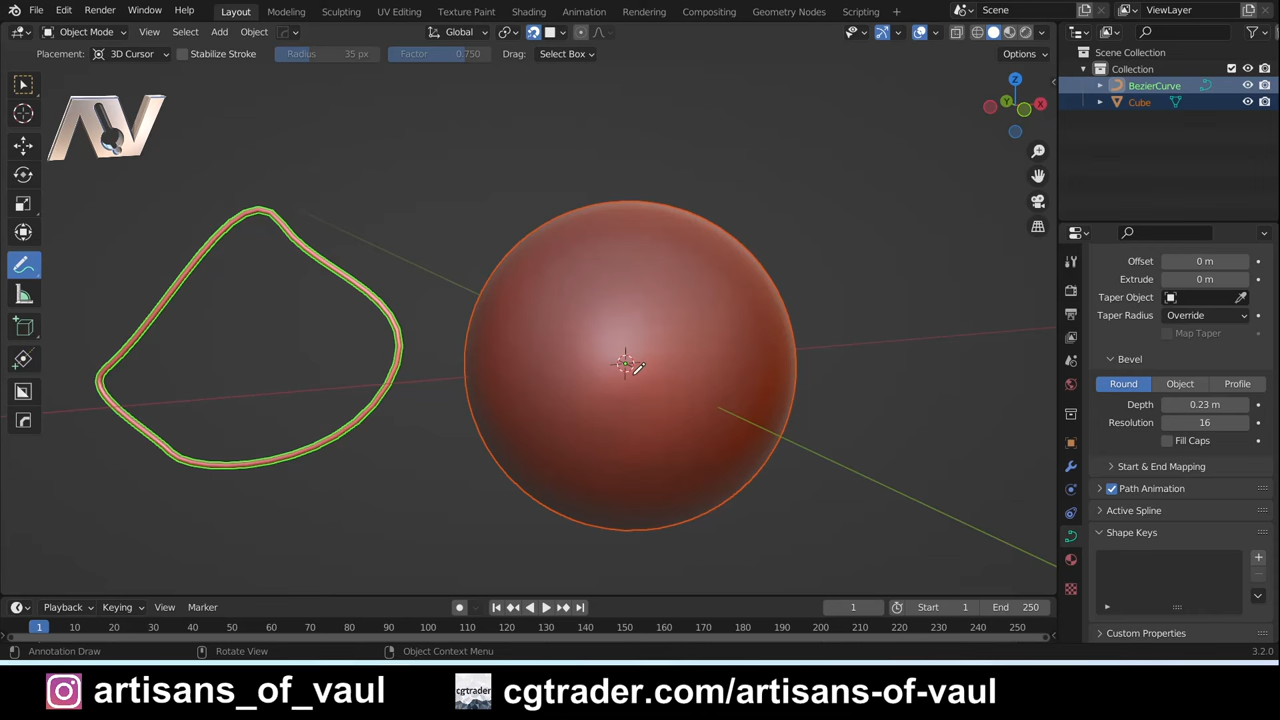 File Edit Render Window Help Layout Modeling Sculpting UV Editing Texture Paint Shading Animation Rendering Compositing Geometry Nodes Scripting + Scene ViewLayer
Object Mode View Select Add Object Global
Placement: 3D Cursor Stabilize Stroke Radius 35 px Factor 0.750 Drag: Select Box Options
Scene Collection
Collection
BezierCurve
Cube
AV
Z
Y
X
Offset 0 m
Extrude 0 m
Taper Object
Taper Radius Override
Map Taper
Bevel
Round Object Profile
Depth 0.23 m
Resolution 16
Fill Caps
Start & End Mapping
Path Animation
Active Spline
Shape Keys
Custom Properties
Playback Keying View Marker 1 Start 1 End 250
1 10 20 30 40 50 60 70 80 90 100 110 120 130 140 150 160 170 180 190 200 210 220 230 240 250
Annotation Draw Rotate View Object Context Menu 3.2.0
artisans_of_vaul cgtrader cgtrader.com/artisans-of-vaul